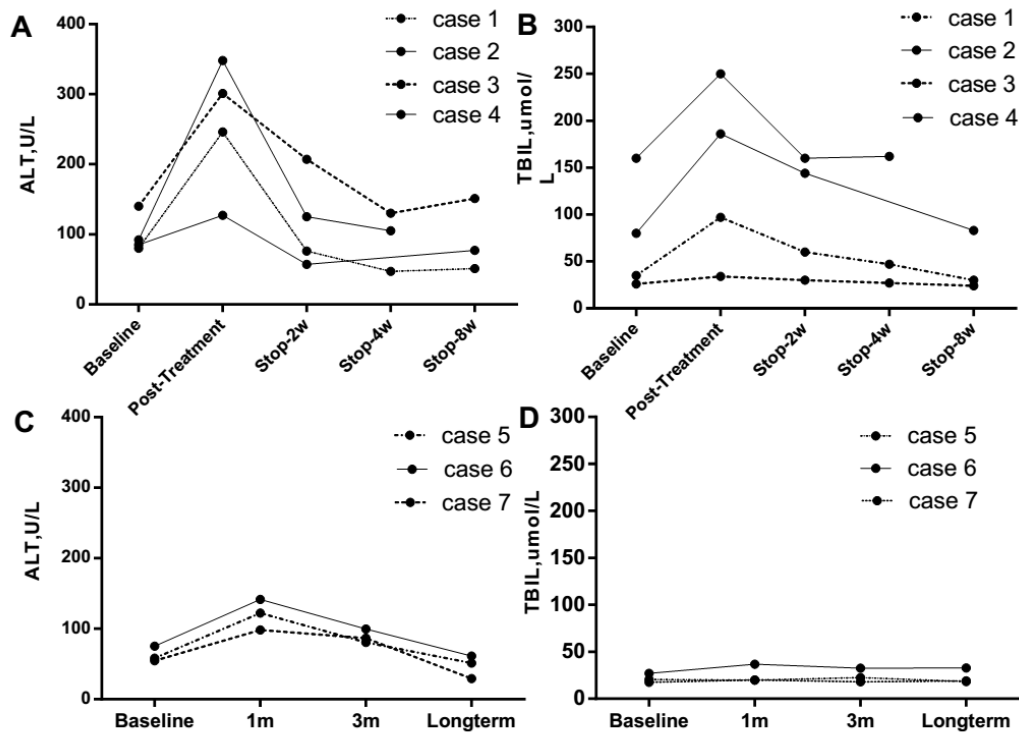 A
ALT,U/L
400
300
200
100
0
case 1
case 2
case 3
case 4
Baseline
Post-Treatment
Stop-2w
Stop-4w
Stop-8w
B
TBIL,umol/
L
300
250
200
150
100
50
0
case 1
case 2
case 3
case 4
Baseline
Post-Treatment
Stop-2w
Stop-4w
Stop-8w
C
ALT,U/L
400
300
200
100
0
case 5
case 6
case 7
Baseline
1m
3m
Longterm
D
TBIL,umol/L
300
250
200
150
100
50
0
case 5
case 6
case 7
Baseline
1m
3m
Longterm